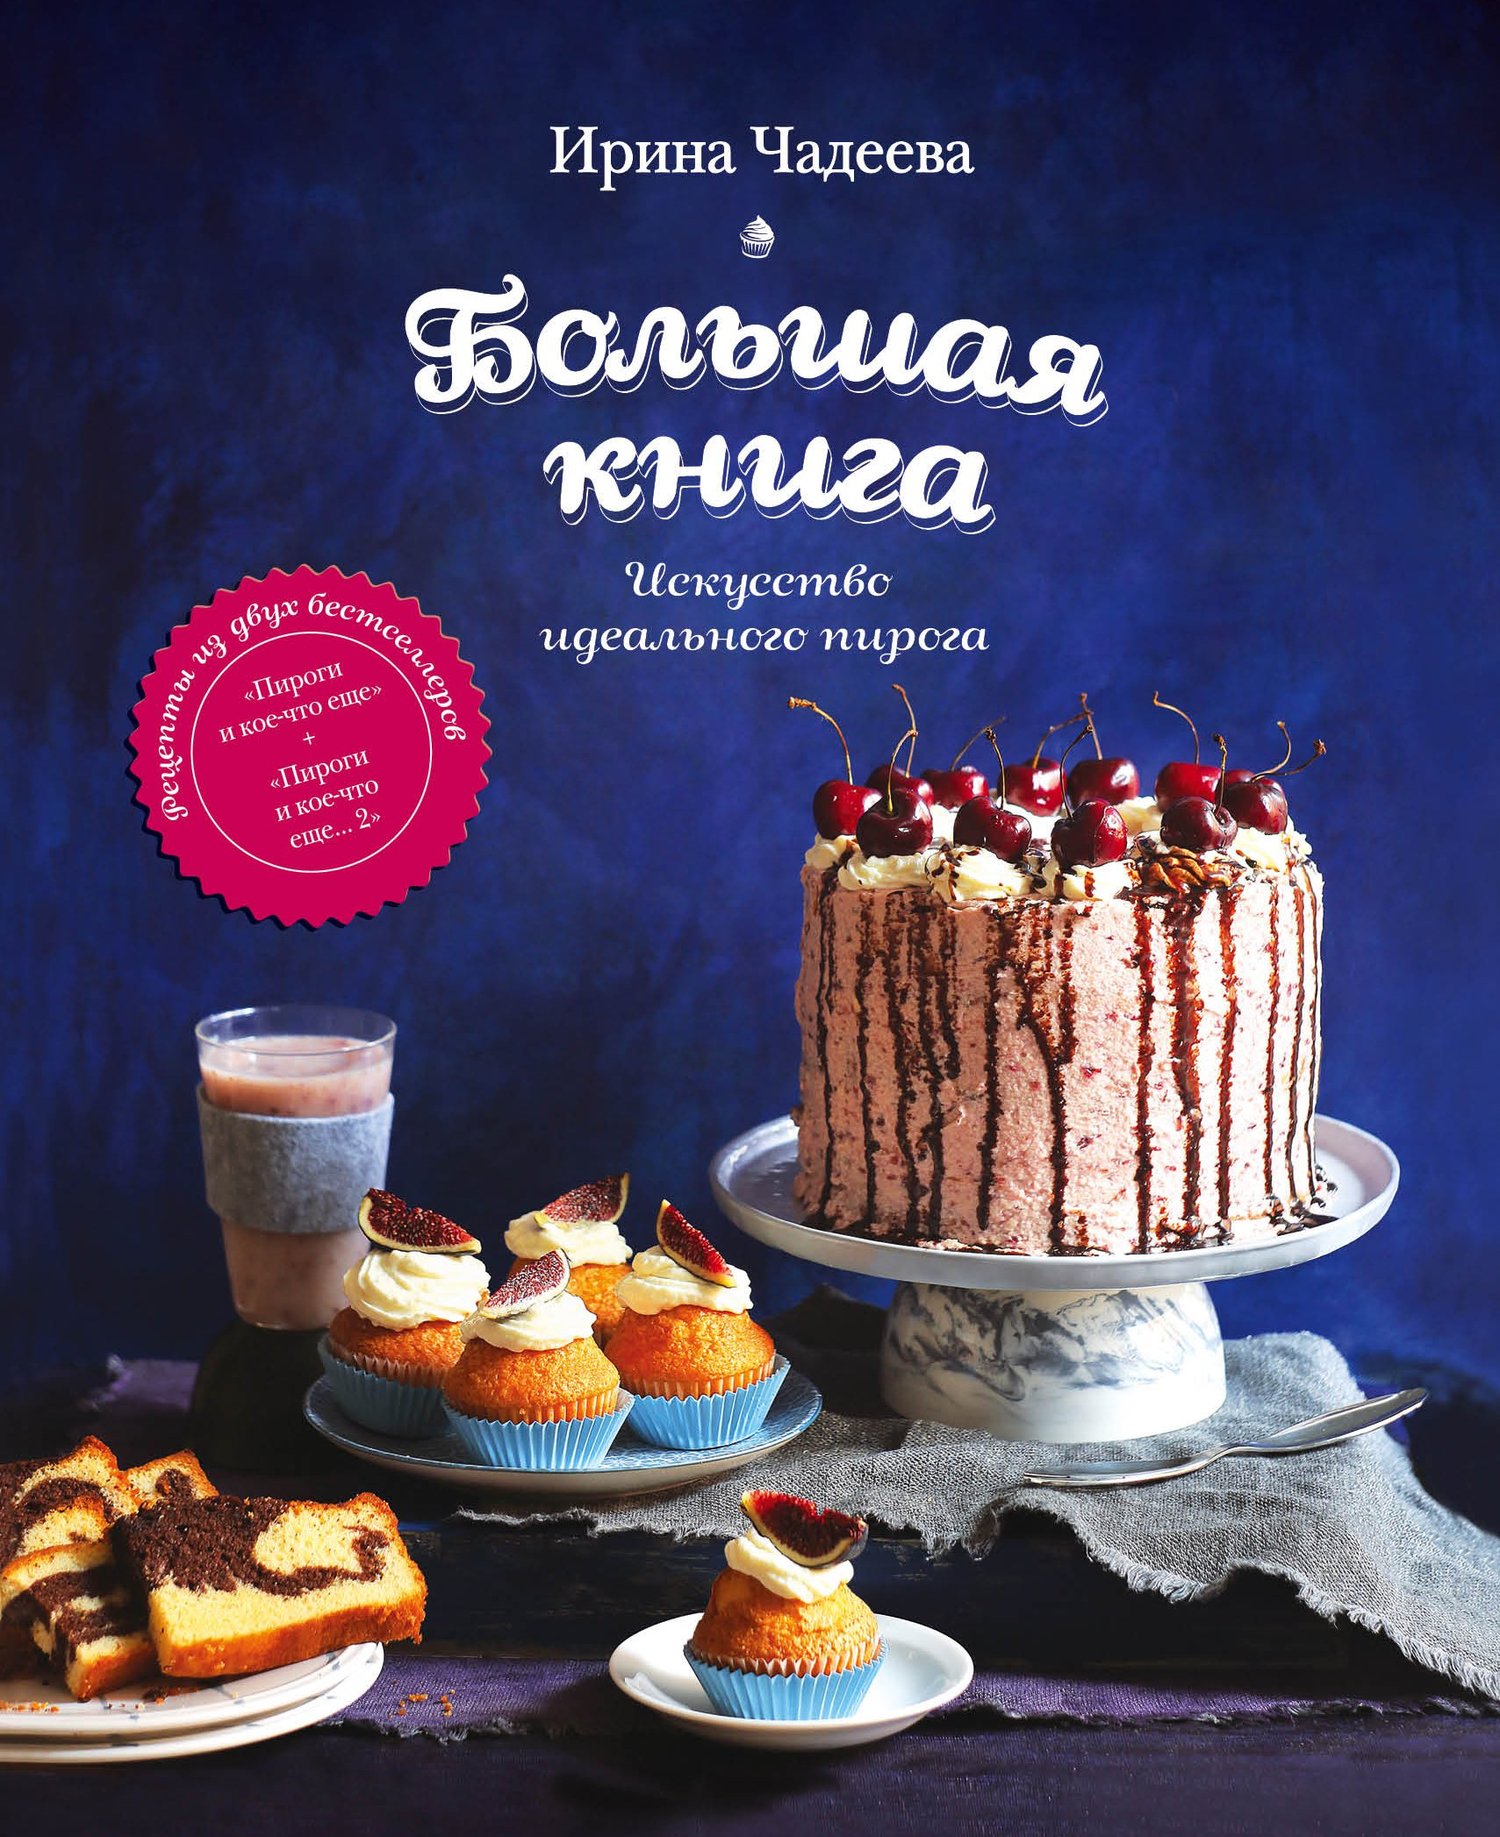 Ирина Чадеева
Большая
книга
Искусство
идеального пирога
Рецепты из двух бестселлеров
«Пироги
и кое-что еще»
+
«Пироги
и кое-что
еще... 2»